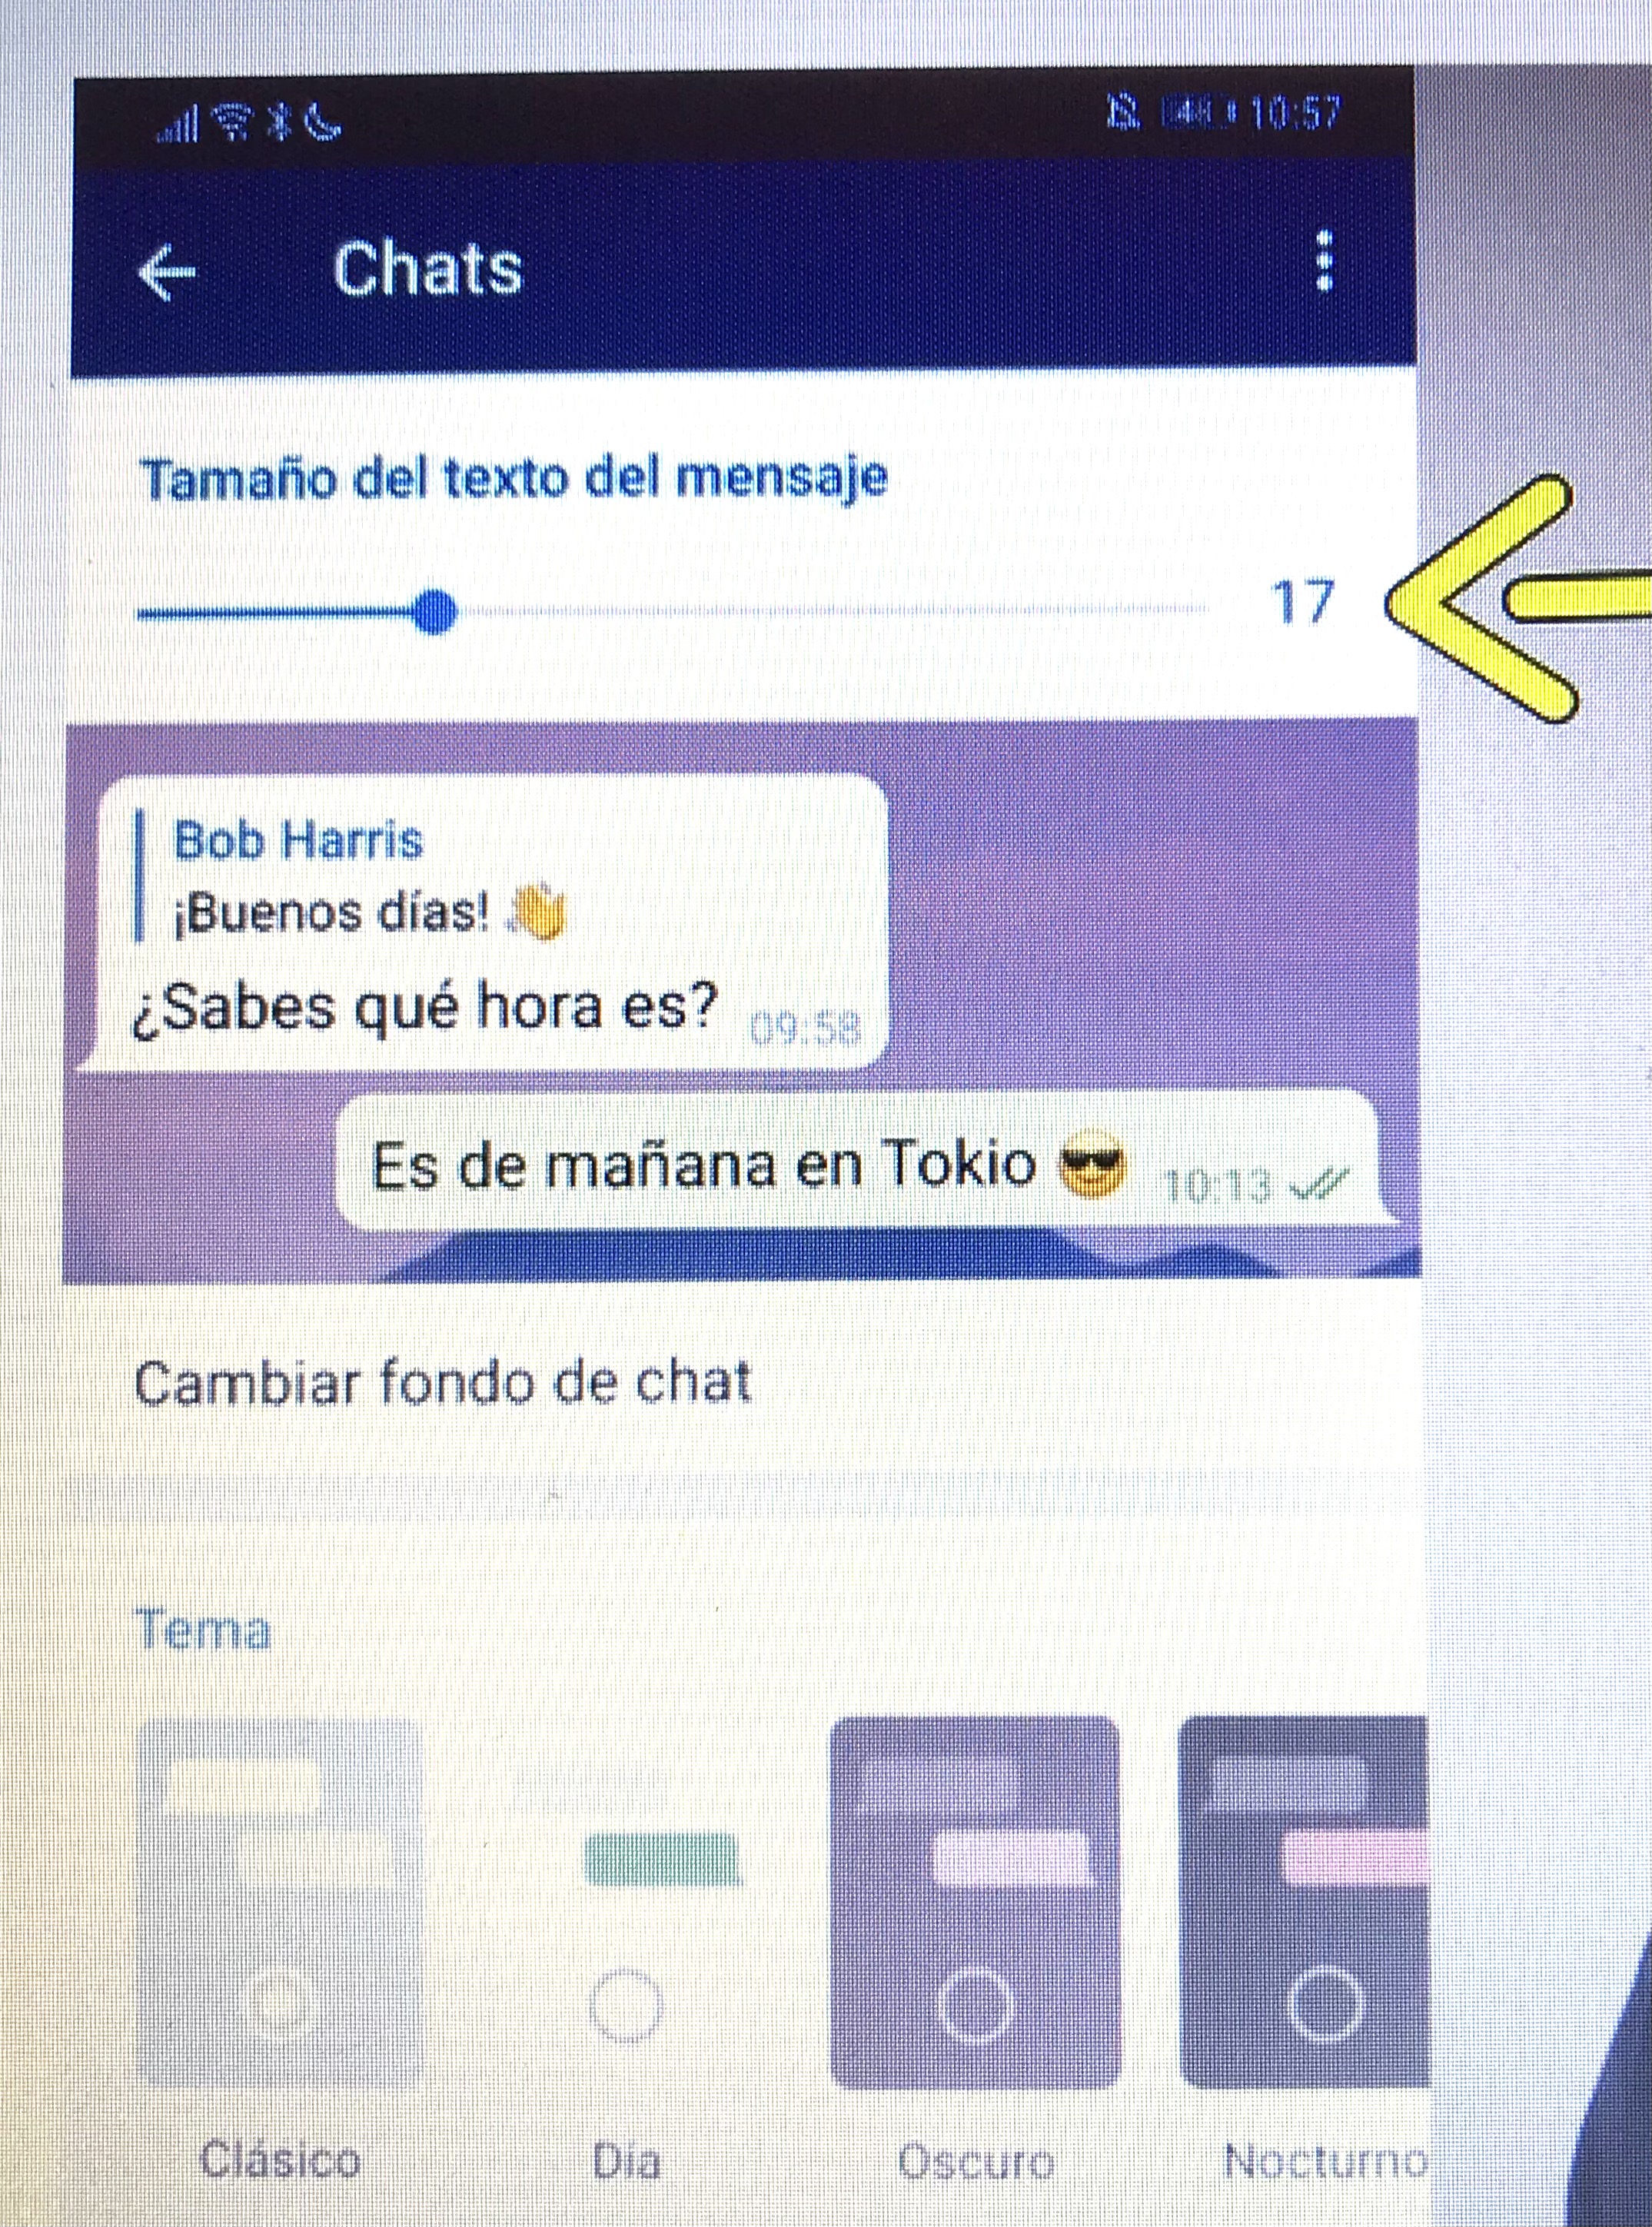 10:57
Chats
Tamaño del texto del mensaje
17
Bob Harris
¡Buenos días! 👋
¿Sabes qué hora es? 09:58
Es de mañana en Tokio 😎 10:13
Cambiar fondo de chat
Tema
Clásico Día Oscuro Nocturno